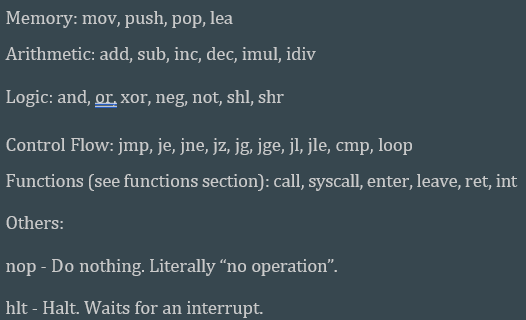 Memory: mov, push, pop, lea
Arithmetic: add, sub, inc, dec, imul, idiv
Logic: and, or, xor, neg, not, shl, shr
Control Flow: jmp, je, jne, jz, jg, jge, jl, jle, cmp, loop
Functions (see functions section): call, syscall, enter, leave, ret, int
Others:
nop - Do nothing. Literally “no operation”.
hlt - Halt. Waits for an interrupt.